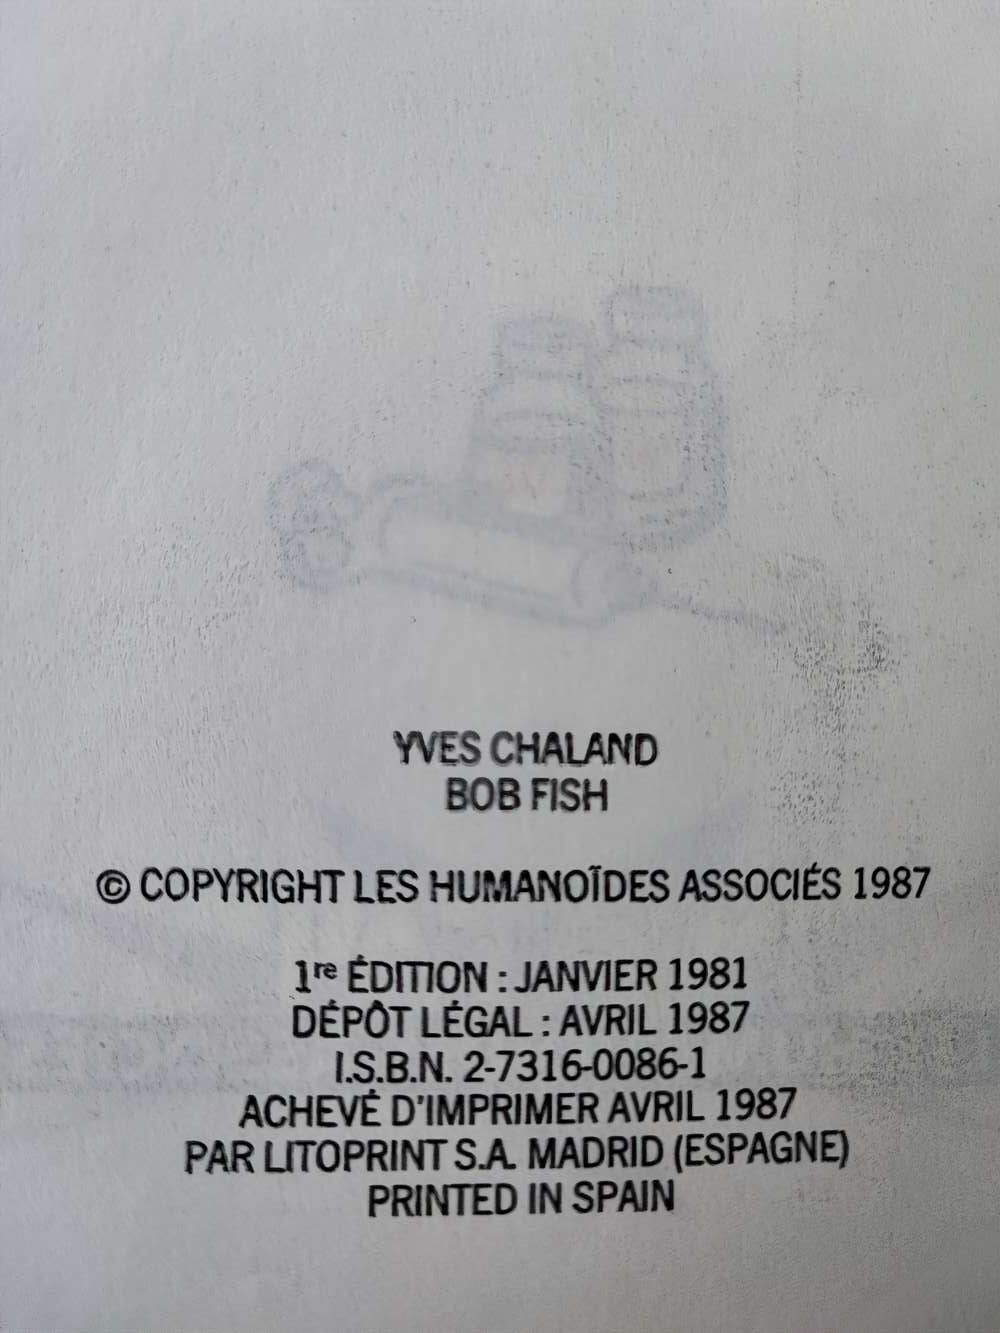 YVES CHALAND
BOB FISH
© COPYRIGHT LES HUMANOÏDES ASSOCIÉS 1987
1re ÉDITION : JANVIER 1981
DÉPÔT LÉGAL : AVRIL 1987
I.S.B.N. 2-7316-0086-1
ACHEVÉ D'IMPRIMER AVRIL 1987
PAR LITOPRINT S.A. MADRID (ESPAGNE)
PRINTED IN SPAIN